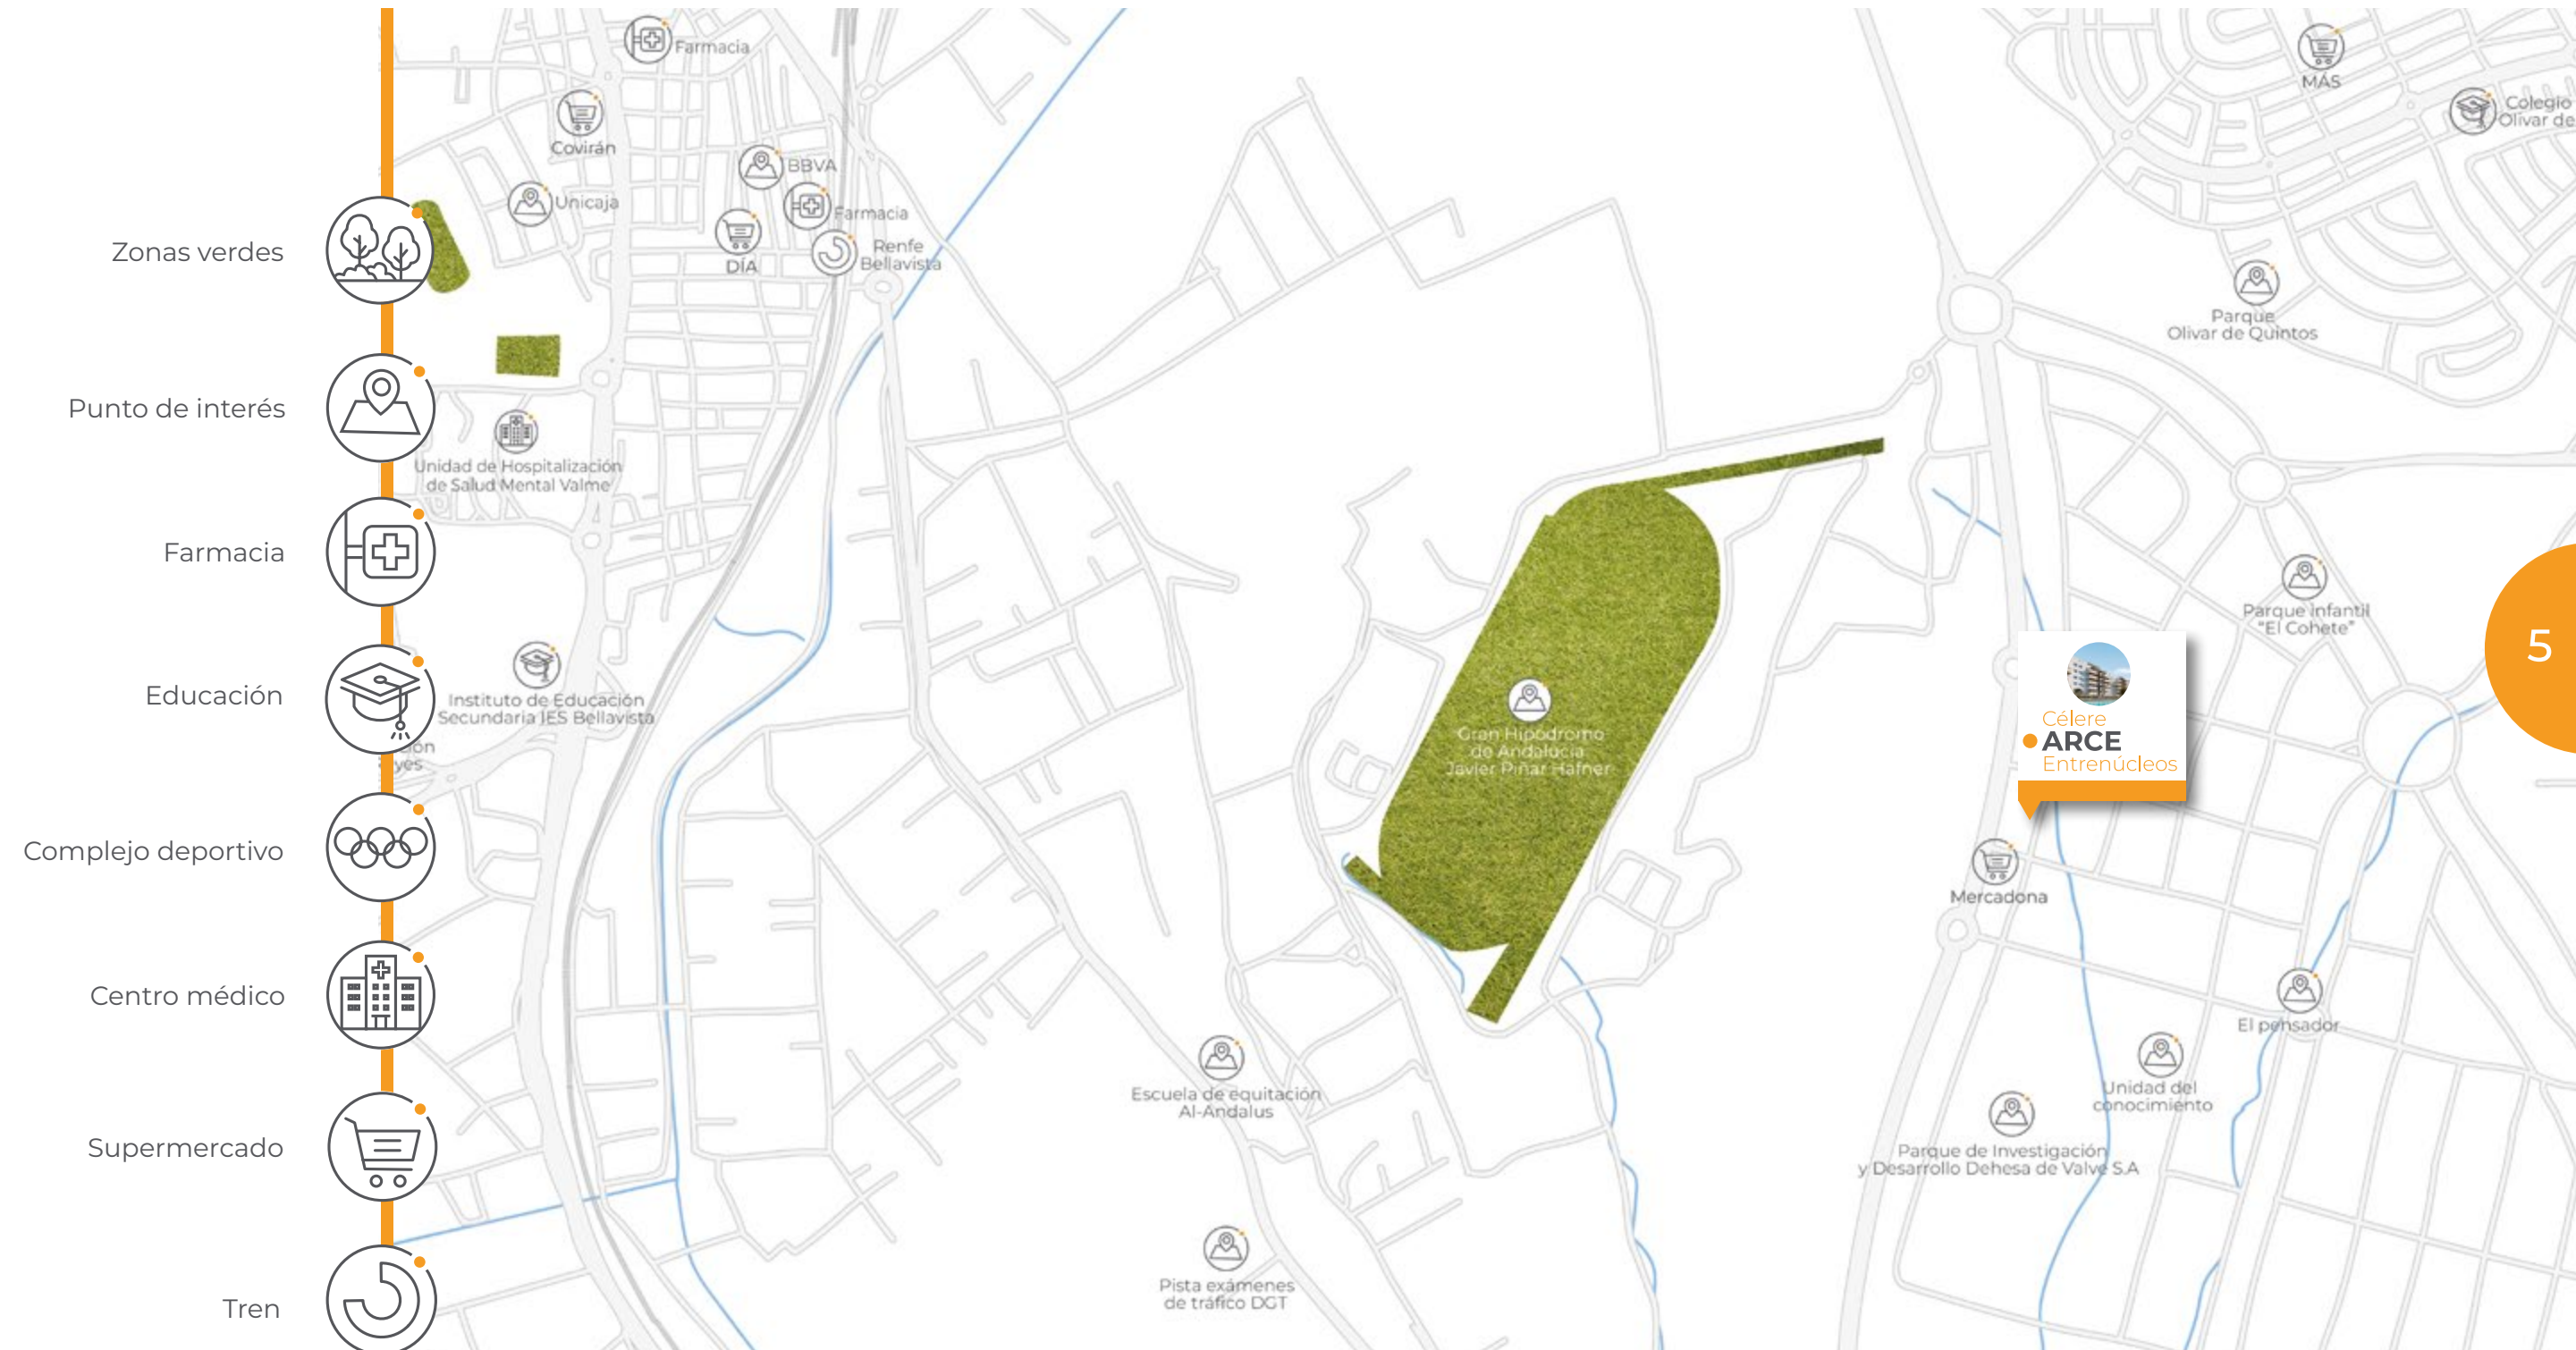 Zonas verdes
Punto de interés
Farmacia
Educación
Complejo deportivo
Centro médico
Supermercado
Tren
Farmacia
Covirán
BBVA
Unicaja
Farmacia
DÍA
Renfe
Bellavista
Unidad de Hospitalización
de Salud Mental Valme
Instituto de Educación
Secundaria IES Bellavista
Gran Hipódromo
de Andalucía
Javier Piñar Hafner
Escuela de equitación
Al-Andalus
Pista exámenes
de tráfico DGT
MÁS
Colegio
Olivar de
Parque
Olivar de Quintos
Parque infantil
"El Cohete"
Célere
ARCE
Entrenúcleos
Mercadona
El pensador
Unidad del
conocimiento
Parque de Investigación
y Desarrollo Dehesa de Valve S.A
5